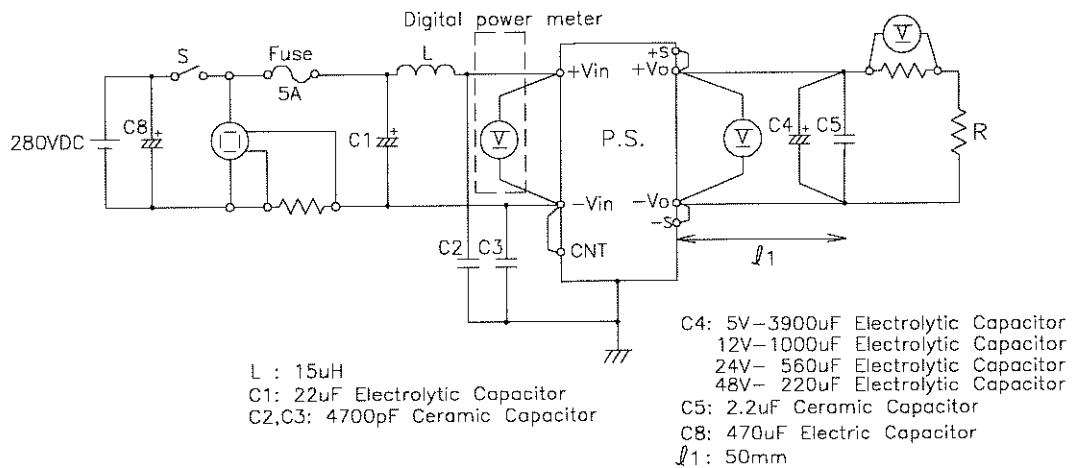 Digital power meter
S
Fuse
5A
L
V
+S
+Vin
+Vo
V
280VDC
C8
+
C1
+
V
P.S.
V
C4
+
C5
R
-Vin
-Vo
-S
CNT
C2
C3
ℓ1
L : 15uH
C1: 22uF Electrolytic Capacitor
C2,C3: 4700pF Ceramic Capacitor
C4: 5V-3900uF Electrolytic Capacitor
12V-1000uF Electrolytic Capacitor
24V- 560uF Electrolytic Capacitor
48V- 220uF Electrolytic Capacitor
C5: 2.2uF Ceramic Capacitor
C8: 470uF Electric Capacitor
ℓ1: 50mm